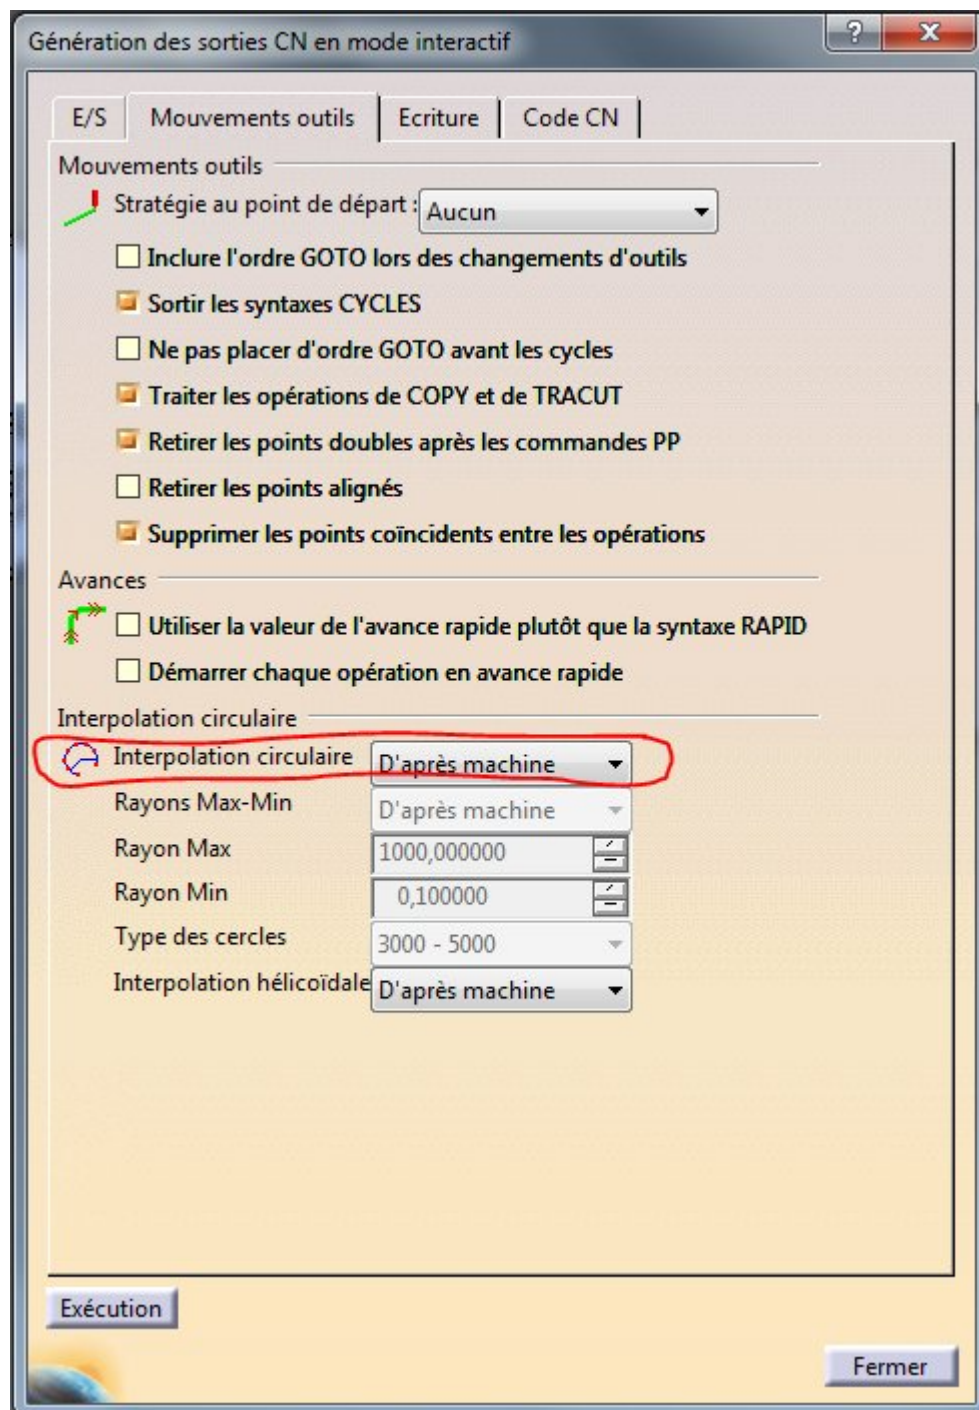 Génération des sorties CN en mode interactif
?
E/S Mouvements outils Ecriture Code CN
Mouvements outils
Stratégie au point de départ : Aucun
Inclure l'ordre GOTO lors des changements d'outils
Sortir les syntaxes CYCLES
Ne pas placer d'ordre GOTO avant les cycles
Traiter les opérations de COPY et de TRACUT
Retirer les points doubles après les commandes PP
Retirer les points alignés
Supprimer les points coïncidents entre les opérations
Avances
Utiliser la valeur de l'avance rapide plutôt que la syntaxe RAPID
Démarrer chaque opération en avance rapide
Interpolation circulaire
Interpolation circulaire D'après machine
Rayons Max-Min D'après machine
Rayon Max 1000,000000
Rayon Min 0,100000
Type des cercles 3000 - 5000
Interpolation hélicoïdale D'après machine
Exécution
Fermer